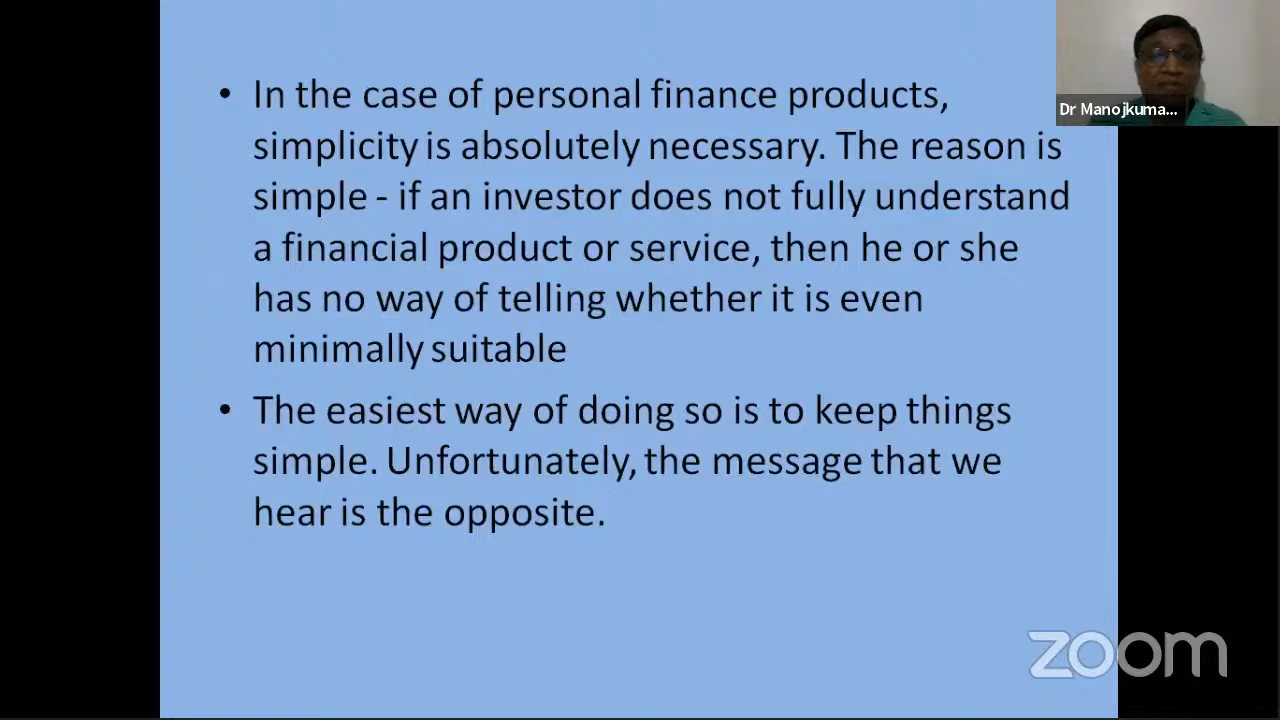 • In the case of personal finance products,
simplicity is absolutely necessary. The reason is
simple - if an investor does not fully understand
a financial product or service, then he or she
has no way of telling whether it is even
minimally suitable
• The easiest way of doing so is to keep things
simple. Unfortunately, the message that we
hear is the opposite.
Dr Manojkuma...
zoom